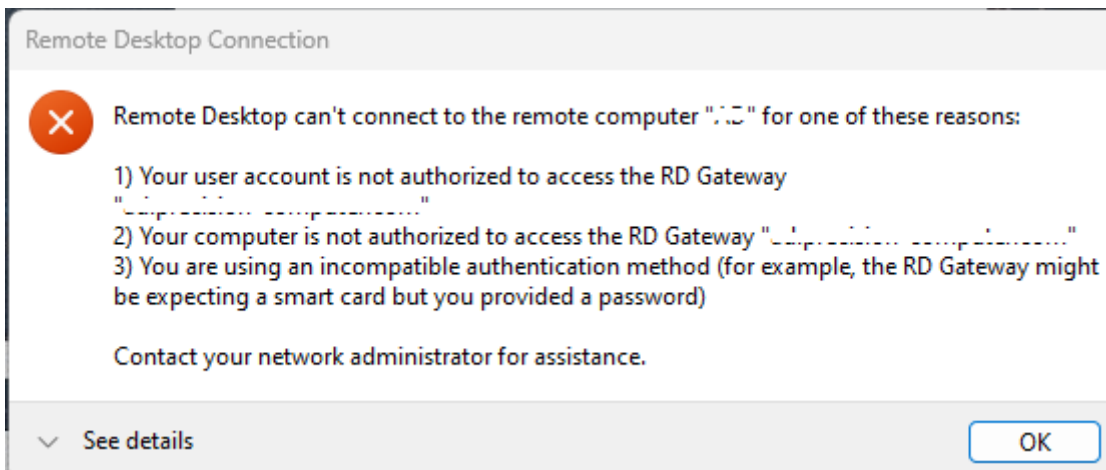 Remote Desktop Connection
Remote Desktop can't connect to the remote computer "" for one of these reasons:
1) Your user account is not authorized to access the RD Gateway
""
2) Your computer is not authorized to access the RD Gateway ""
3) You are using an incompatible authentication method (for example, the RD Gateway might
be expecting a smart card but you provided a password)
Contact your network administrator for assistance.
See details
OK